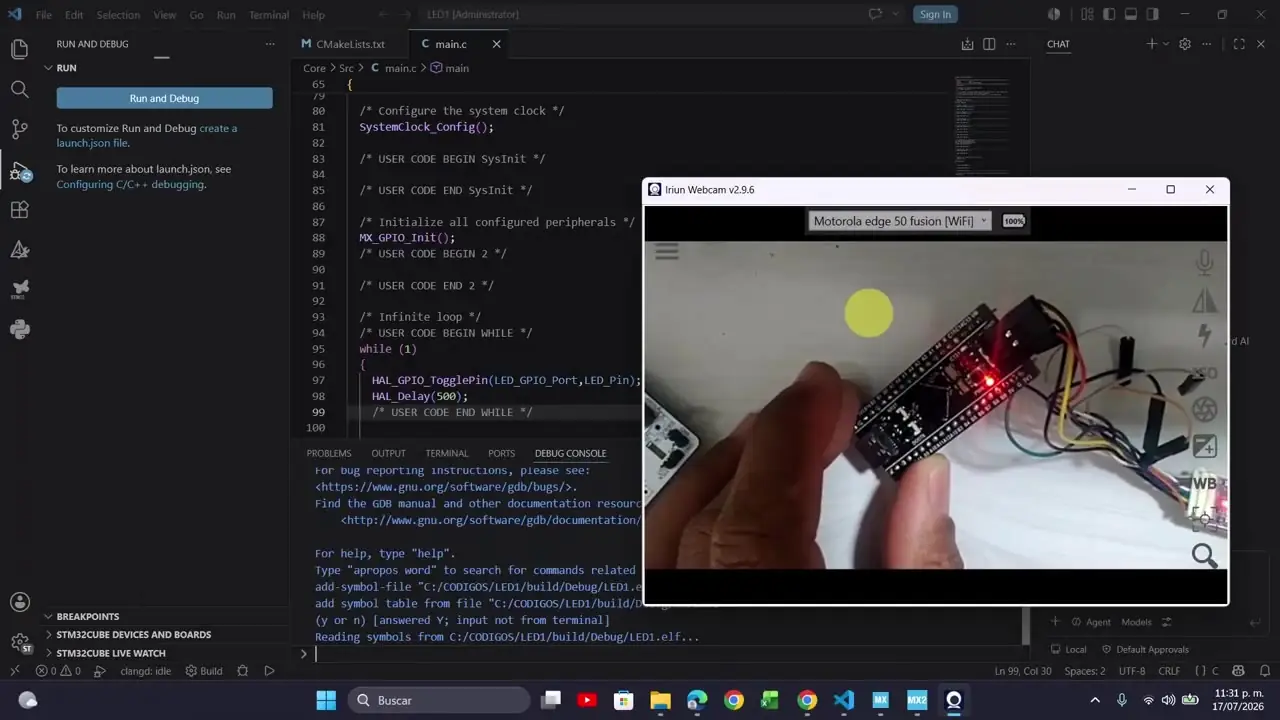 File Edit Selection View Go Run Terminal Help
LED1 [Administrator]
Sign In
RUN AND DEBUG
RUN
Run and Debug
To customize Run and Debug create a
launch.json file.
To learn more about launch.json, see
Configuring C/C++ debugging.
BREAKPOINTS
STM32CUBE DEVICES AND BOARDS
STM32CUBE LIVE WATCH
CMakeLists.txt
main.c
Core > Src > main.c > main
65 {
79
80 Configure the system clock
81 SystemClock_Config();
82
83 /* USER CODE BEGIN SysInit */
84
85 /* USER CODE END SysInit */
86
87 /* Initialize all configured peripherals */
88 MX_GPIO_Init();
89 /* USER CODE BEGIN 2 */
90
91 /* USER CODE END 2 */
92
93 /* Infinite loop */
94 /* USER CODE BEGIN WHILE */
95 while (1)
96 {
97 HAL_GPIO_TogglePin(LED_GPIO_Port,LED_Pin);
98 HAL_Delay(500);
99 /* USER CODE END WHILE */
100
PROBLEMS OUTPUT TERMINAL PORTS DEBUG CONSOLE
For bug reporting instructions, please see:
<https://www.gnu.org/software/gdb/bugs/>.
Find the GDB manual and other documentation
<http://www.gnu.org/software/gdb/documentation/
For help, type "help".
Type "apropos word" to search for commands related
add-symbol-file "C:/CODIGOS/LED1/build/Debug/LED1.
add symbol table from file "C:/CODIGOS/LED1/build/
(y or n) [answered Y; input not from terminal]
Reading symbols from C:/CODIGOS/LED1/build/Debug/LED1.elf...
CHAT
Iriun Webcam v2.9.6
Motorola edge 50 fusion [WiFi]
100%
ISO
WB
AI
Agent Models
Local Default Approvals
0 0 clangd: idle Build
Ln 99, Col 30 Spaces: 2 UTF-8 CRLF {} C
Buscar
MX
MX2
11:31 p. m.
17/07/2026